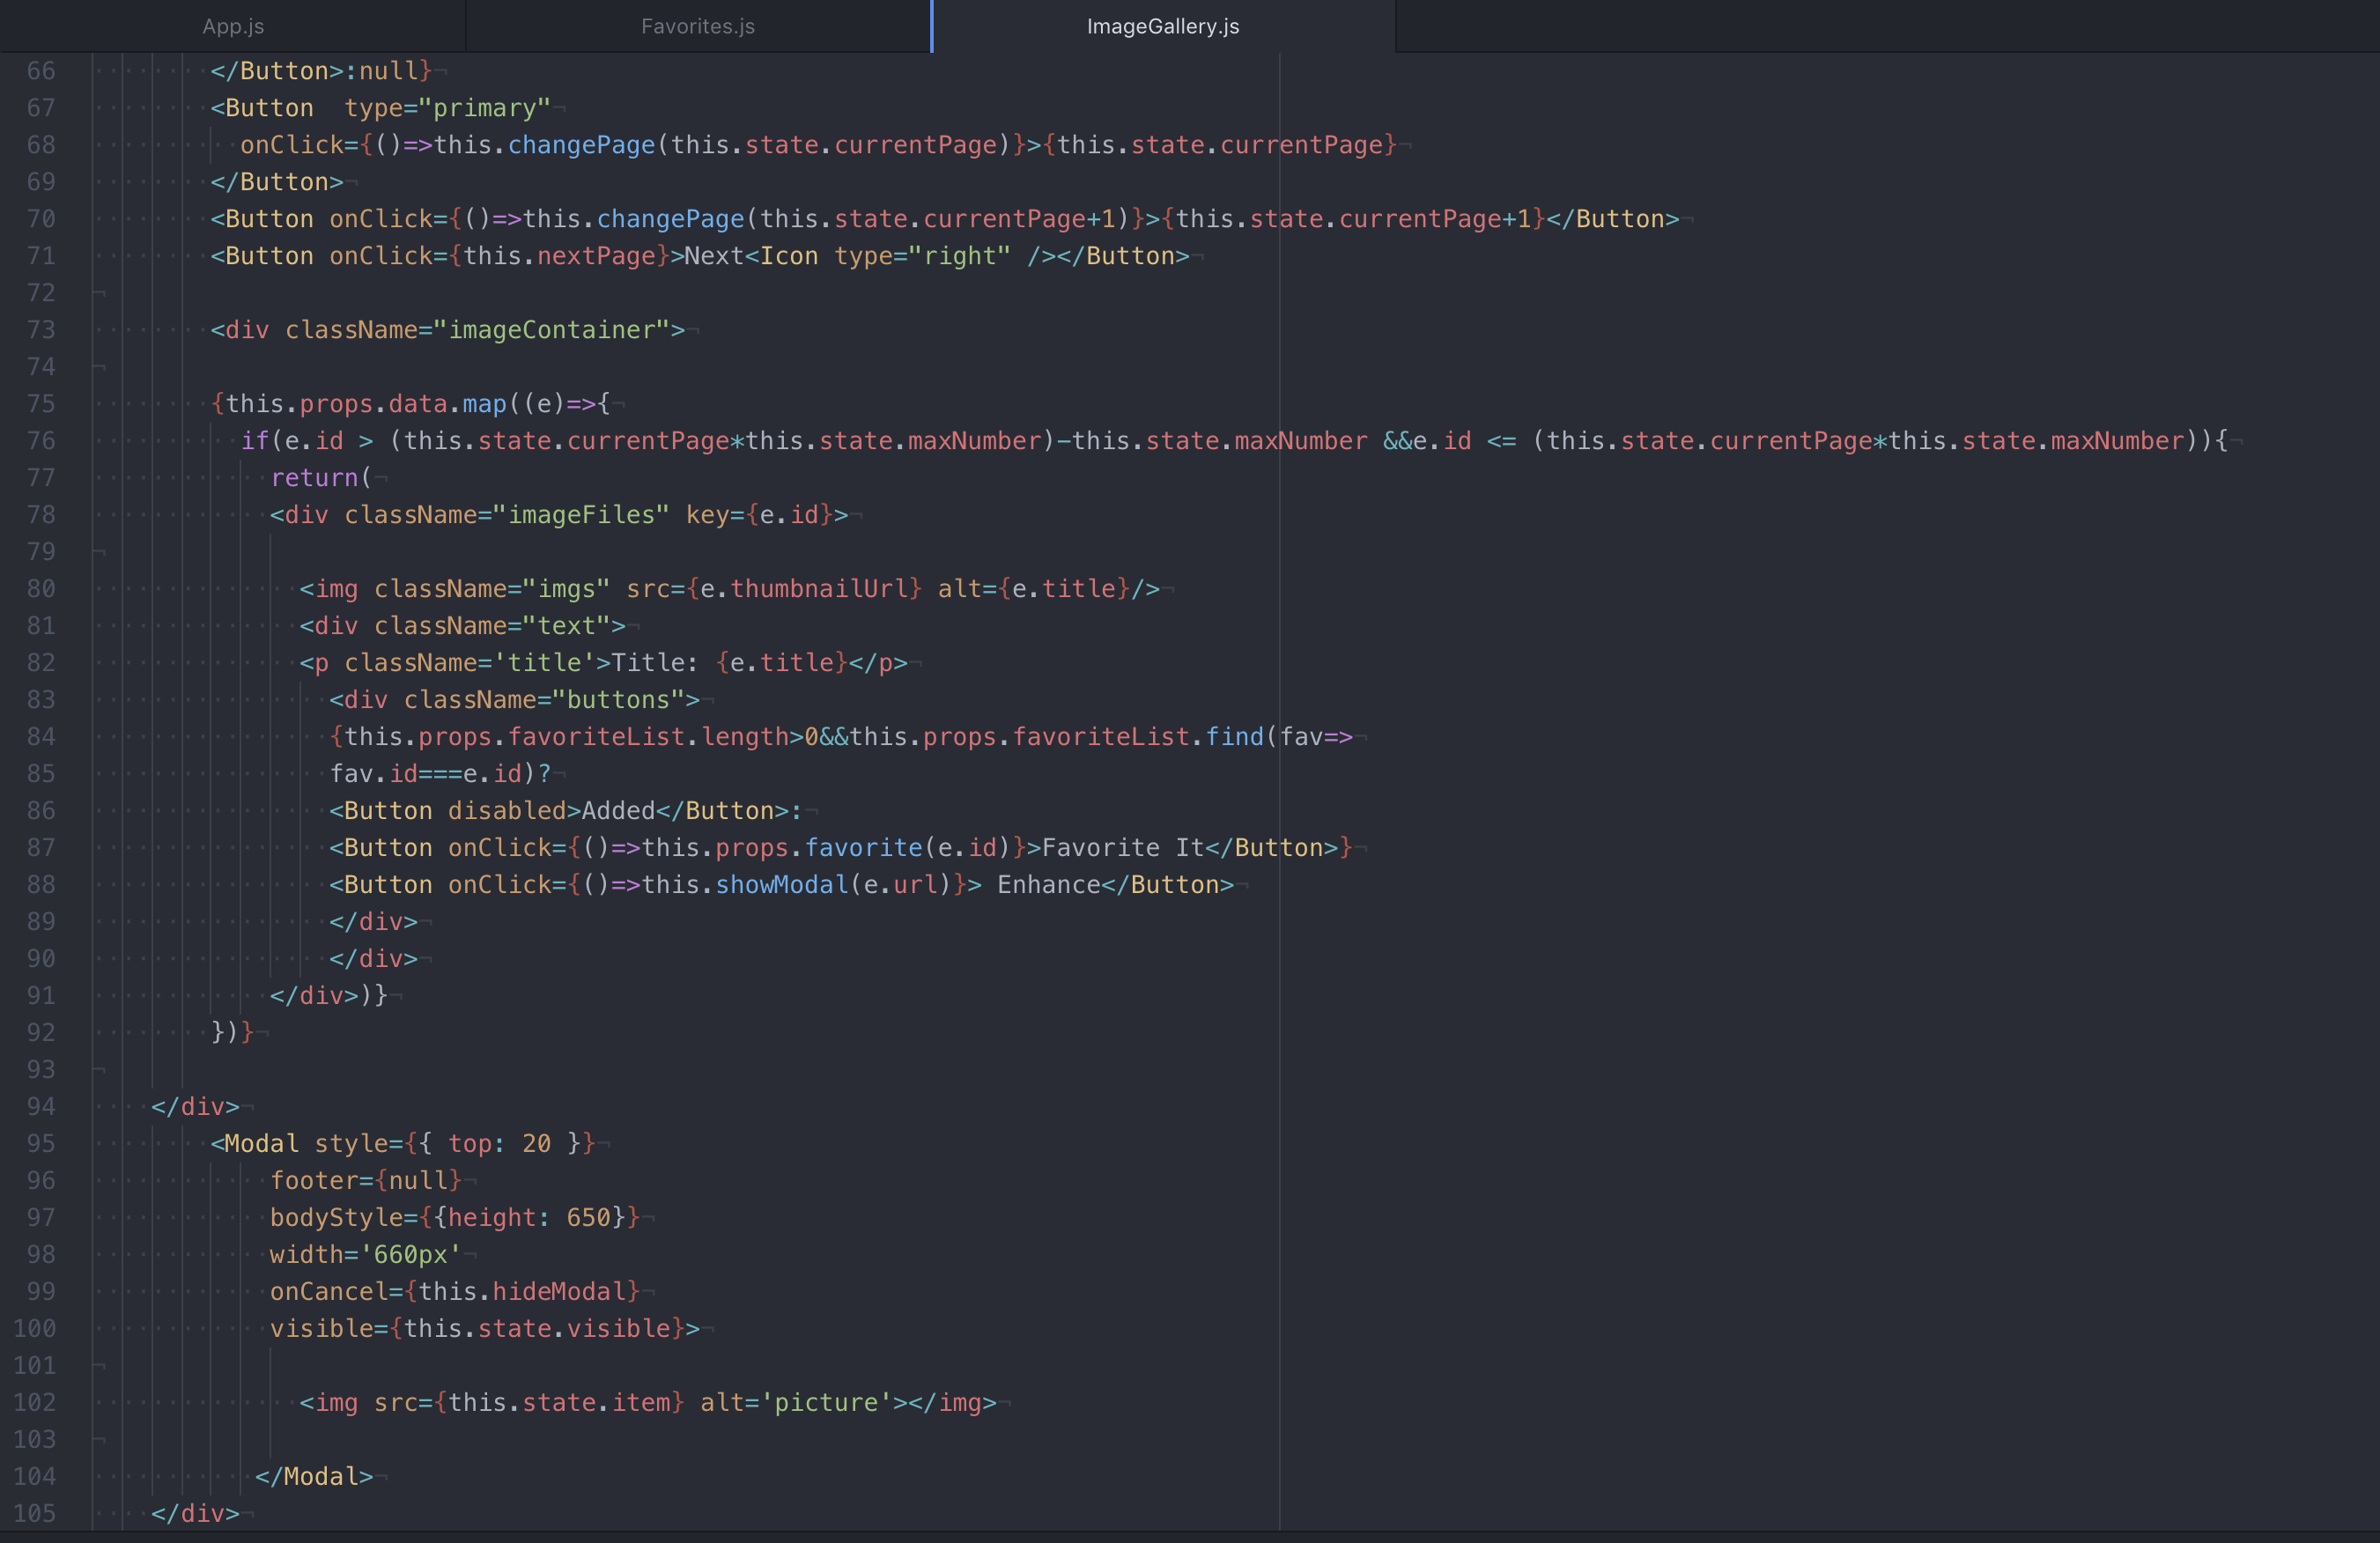 App.js Favorites.js ImageGallery.js
66 </Button>:null}
67 <Button  type="primary"
68 onClick={()=>this.changePage(this.state.currentPage)}>{this.state.currentPage}
69 </Button>
70 <Button onClick={()=>this.changePage(this.state.currentPage+1)}>{this.state.currentPage+1}</Button>
71 <Button onClick={this.nextPage}>Next<Icon type="right" /></Button>
72
73 <div className="imageContainer">
74
75 {this.props.data.map((e)=>{
76 if(e.id > (this.state.currentPage*this.state.maxNumber)-this.state.maxNumber &&e.id <= (this.state.currentPage*this.state.maxNumber)){
77 return(
78 <div className="imageFiles" key={e.id}>
79
80 <img className="imgs" src={e.thumbnailUrl} alt={e.title}/>
81 <div className="text">
82 <p className='title'>Title: {e.title}</p>
83 <div className="buttons">
84 {this.props.favoriteList.length>0&&this.props.favoriteList.find(fav=>
85 fav.id===e.id)?
86 <Button disabled>Added</Button>:
87 <Button onClick={()=>this.props.favorite(e.id)}>Favorite It</Button>}
88 <Button onClick={()=>this.showModal(e.url)}> Enhance</Button>
89 </div>
90 </div>
91 </div>)}
92 })}
93
94 </div>
95 <Modal style={{ top: 20 }}
96 footer={null}
97 bodyStyle={{height: 650}}
98 width='660px'
99 onCancel={this.hideModal}
100 visible={this.state.visible}>
101
102 <img src={this.state.item} alt='picture'></img>
103
104 </Modal>
105 </div>